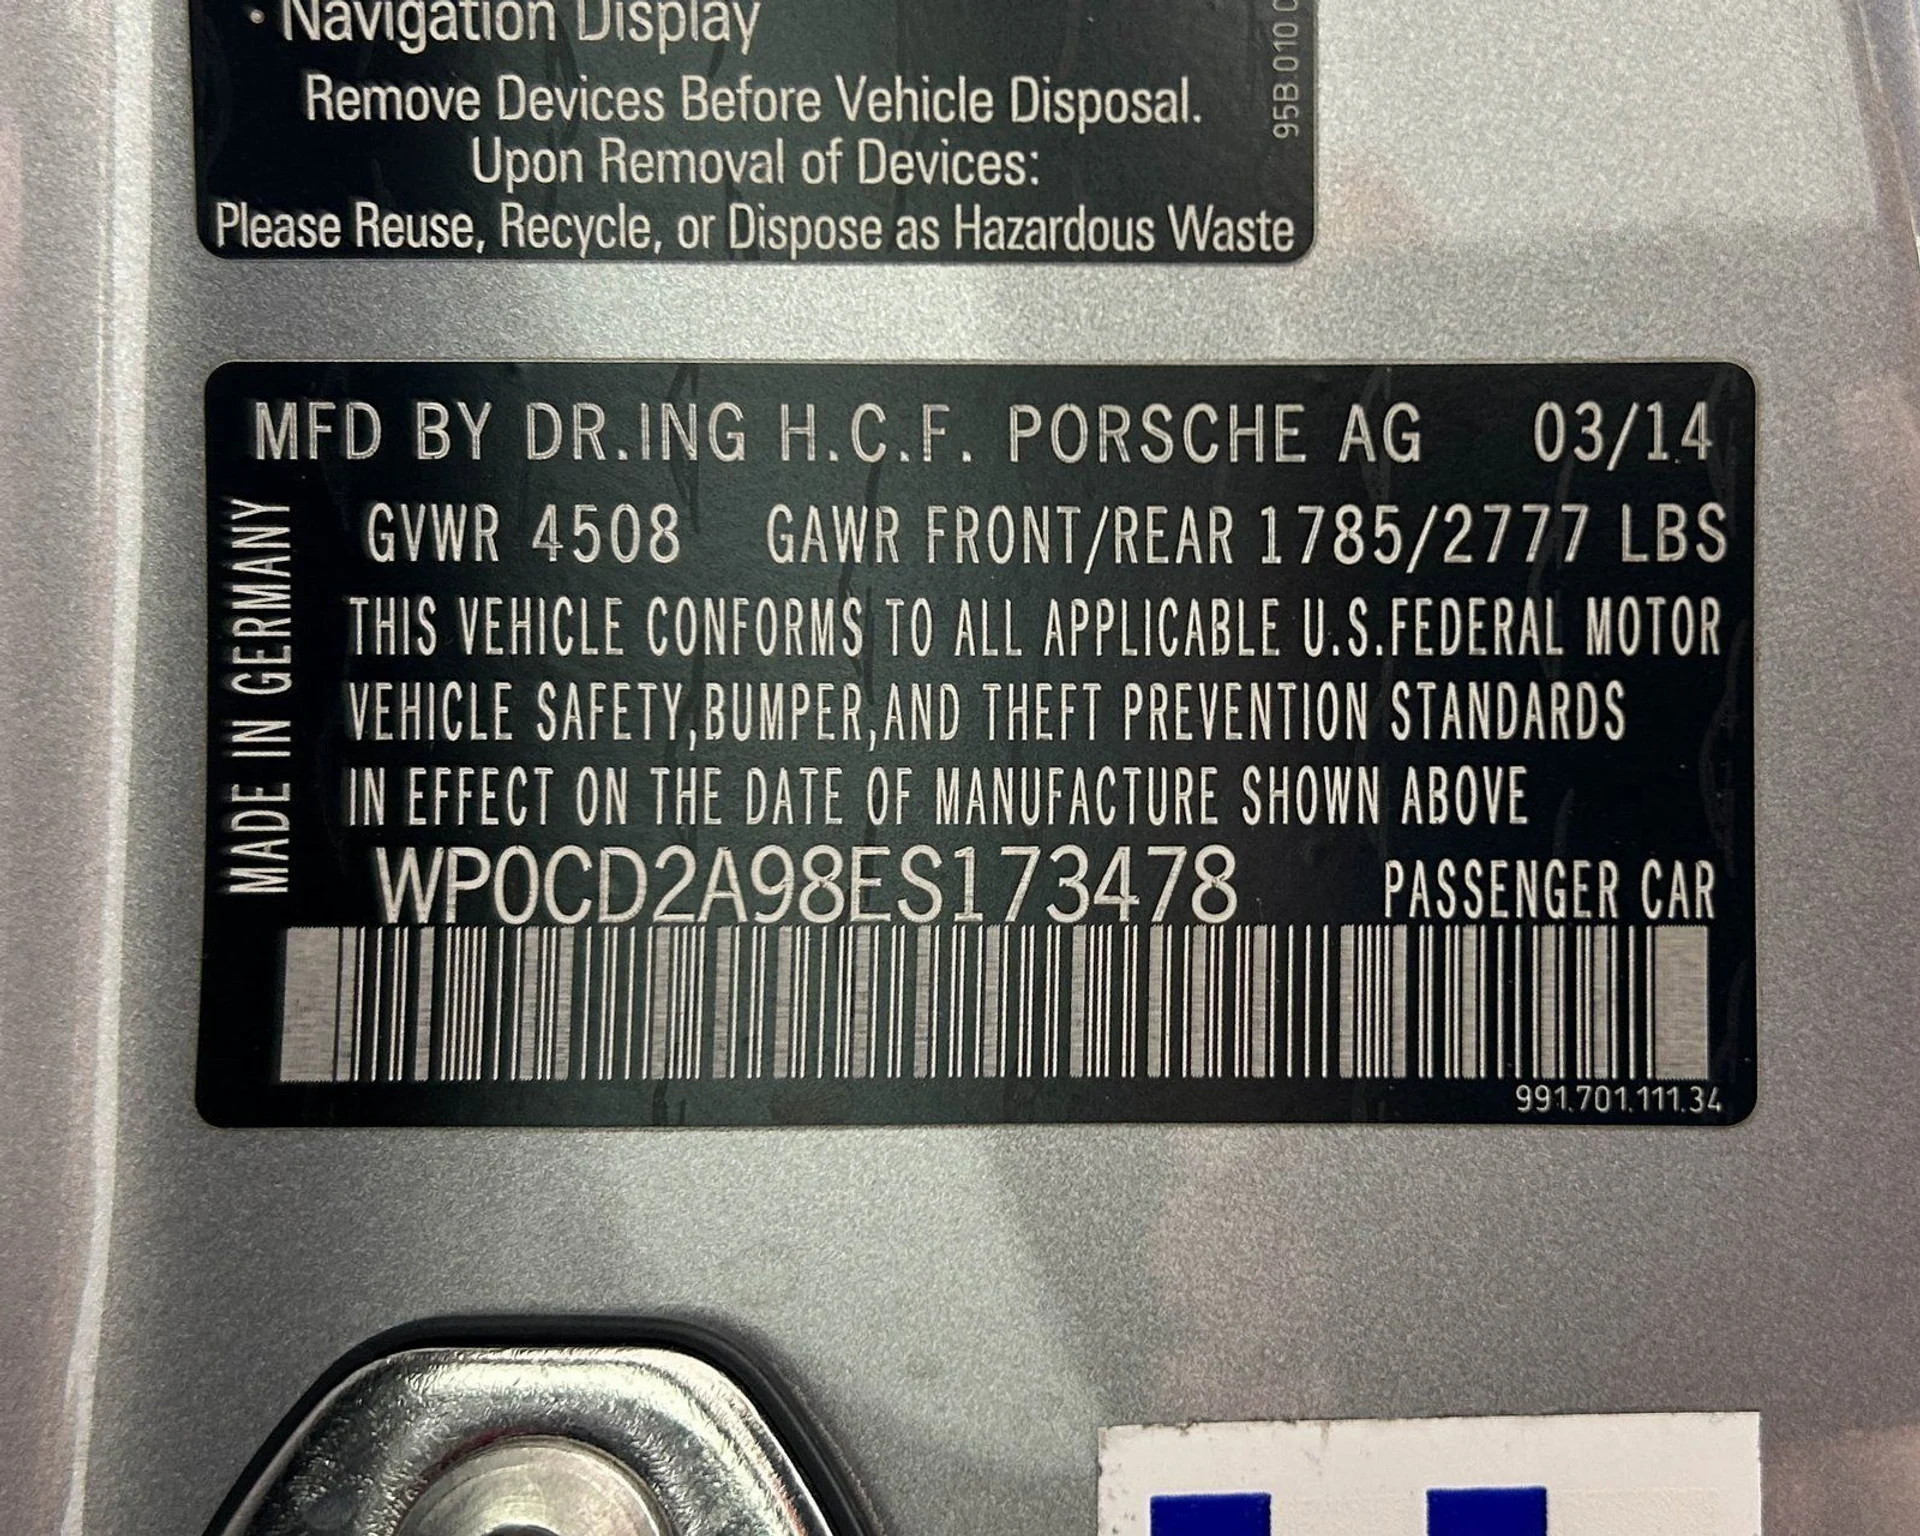 · Navigation Display
Remove Devices Before Vehicle Disposal.
Upon Removal of Devices:
Please Reuse, Recycle, or Dispose as Hazardous Waste
95B.010
MFD BY DR.ING H.C.F. PORSCHE AG 03/14
GVWR 4508 GAWR FRONT/REAR 1785/2777 LBS
THIS VEHICLE CONFORMS TO ALL APPLICABLE U.S.FEDERAL MOTOR
VEHICLE SAFETY,BUMPER,AND THEFT PREVENTION STANDARDS
IN EFFECT ON THE DATE OF MANUFACTURE SHOWN ABOVE
MADE IN GERMANY
WP0CD2A98ES173478 PASSENGER CAR
991.701.111.34